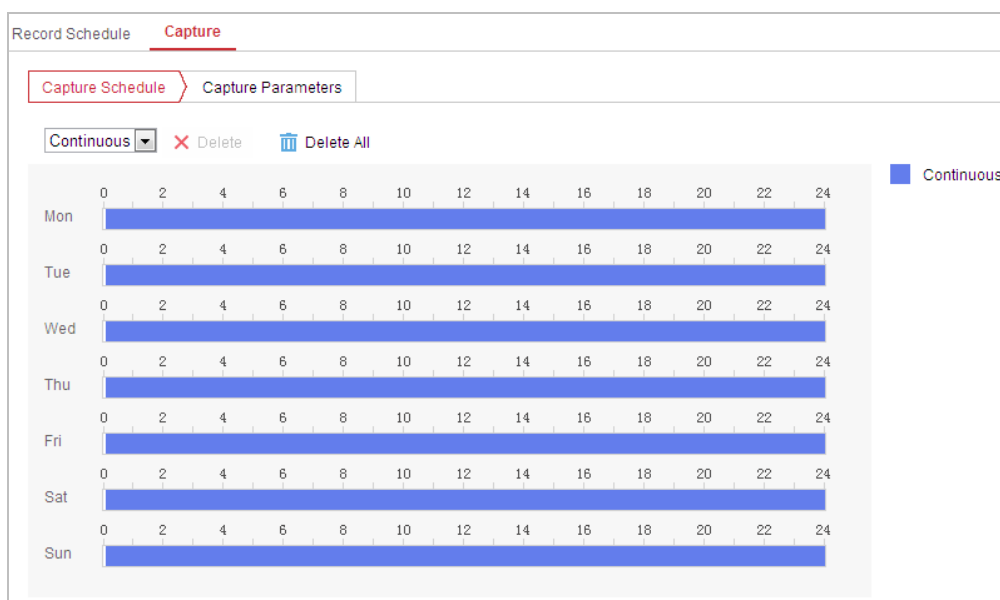 Record Schedule Capture
Capture Schedule Capture Parameters
Continuous Delete Delete All
Continuous
0 2 4 6 8 10 12 14 16 18 20 22 24
Mon
0 2 4 6 8 10 12 14 16 18 20 22 24
Tue
0 2 4 6 8 10 12 14 16 18 20 22 24
Wed
0 2 4 6 8 10 12 14 16 18 20 22 24
Thu
0 2 4 6 8 10 12 14 16 18 20 22 24
Fri
0 2 4 6 8 10 12 14 16 18 20 22 24
Sat
0 2 4 6 8 10 12 14 16 18 20 22 24
Sun